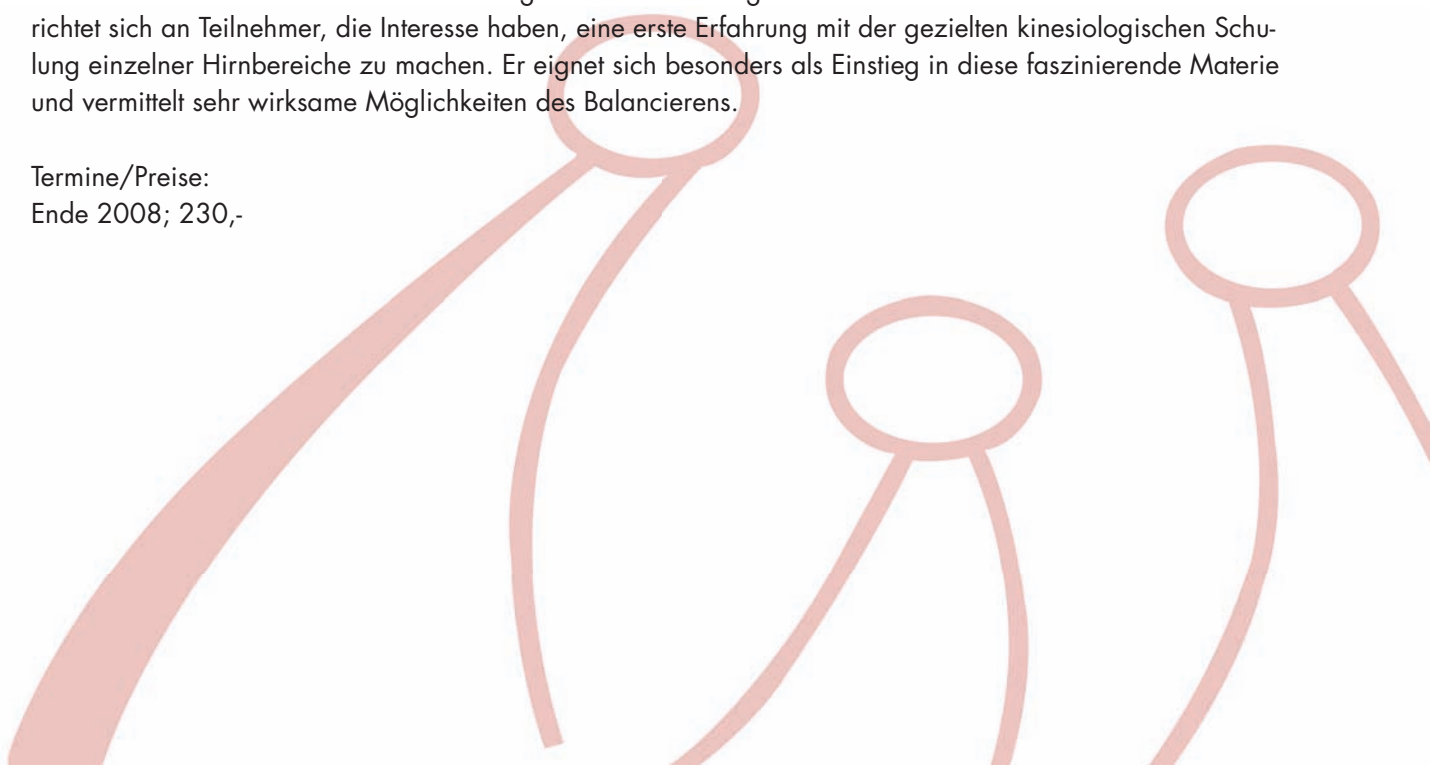 richtet sich an Teilnehmer, die Interesse haben, eine erste Erfahrung mit der gezielten kinesiologischen Schu-
lung einzelner Hirnbereiche zu machen. Er eignet sich besonders als Einstieg in diese faszinierende Materie
und vermittelt sehr wirksame Möglichkeiten des Balancierens.
Termine/Preise:
Ende 2008; 230,-